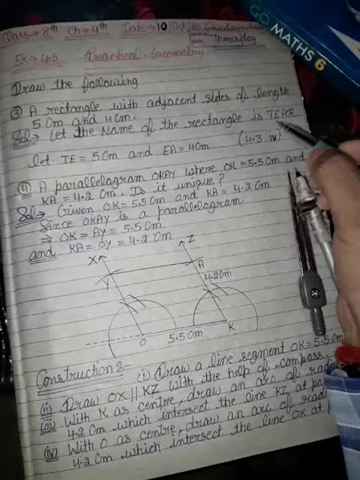 Class → 8th Ch → 4th Date → 10
Thursday
Ex → 4.5 Practical - Geometry
GO MATHS 6
Draw the following
③ A rectangle with adjacent sides of length
5 cm and 4 cm.
Sol → Let the Name of the rectangle is TEAR
(4.3 iv)
let TE = 5 cm and EA = 4 cm
④ A parallelogram OKAY where OK = 5.5 cm and
KA = 4.2 cm. Is it unique?
Sol → Given OK = 5.5 cm and KA = 4.2 cm
Since OKAY is a parallelogram.
⇒ OK = AY = 5.5 cm
and KA = OY = 4.2 cm
X Z
Y A
4.2 cm
O 5.5 cm K
Construction :-
(i) Draw a line segment OK = 5.5 cm
(ii) Draw OX || KZ with the help of compass
(iii) With K as centre, draw an arc of
4.2 cm which intersect the line KZ at
(iv) With O as centre, draw an arc of
4.2 cm which intersect the line OX at